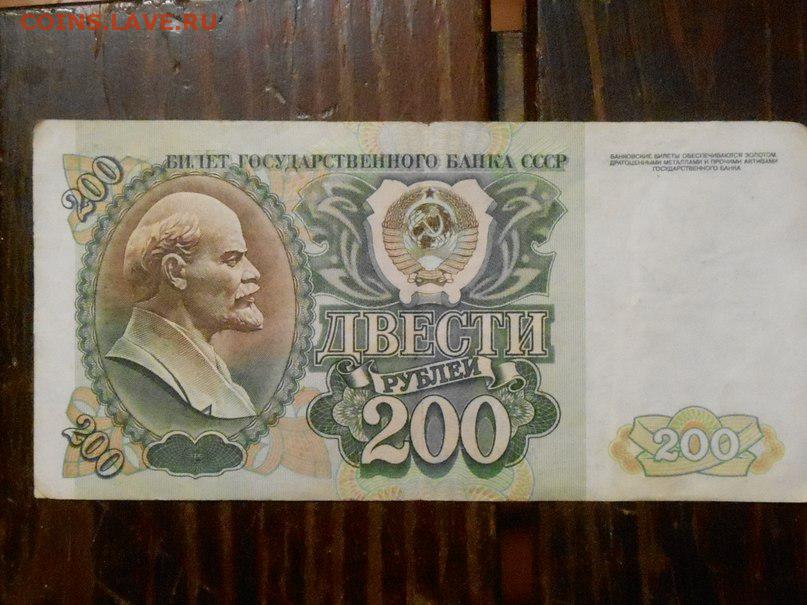 COINS.LAVE.RU
БИЛЕТ ГОСУДАРСТВЕННОГО БАНКА СССР
БАНКОВСКИЕ БИЛЕТЫ ОБЕСПЕЧИВАЮТСЯ ЗОЛОТОМ,
ДРАГОЦЕННЫМИ МЕТАЛЛАМИ И ПРОЧИМИ АКТИВАМИ
ГОСУДАРСТВЕННОГО БАНКА
200
ДВЕСТИ
РУБЛЕЙ
200
200
200